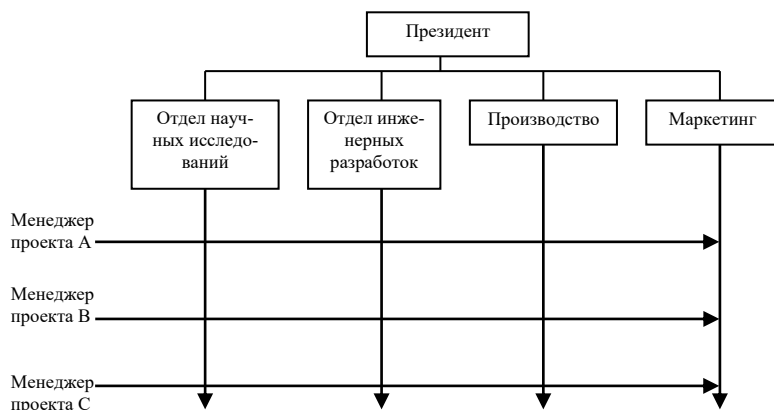 Президент
Отдел науч-
ных исследо-
ваний
Отдел инже-
нерных
разработок
Производство
Маркетинг
Менеджер
проекта А
Менеджер
проекта В
Менеджер
проекта С